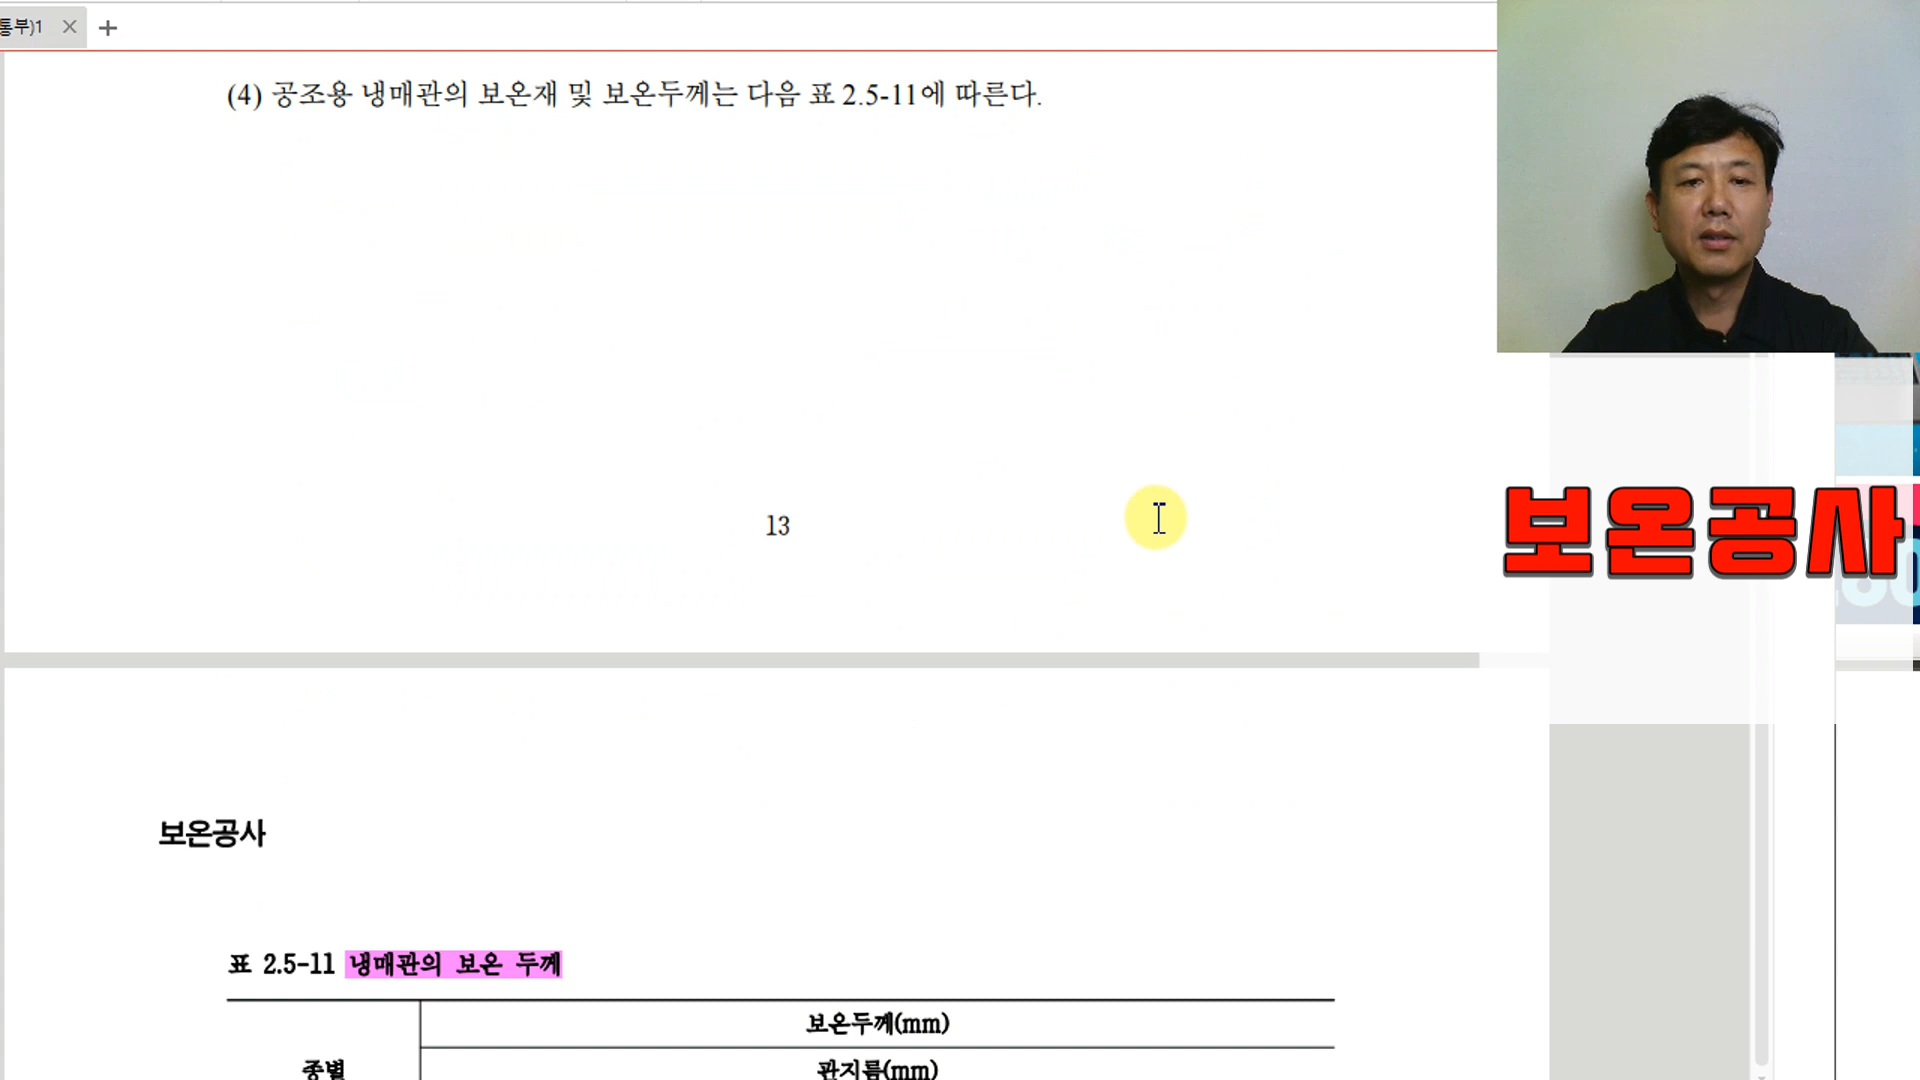 통부)1
(4) 공조용 냉매관의 보온재 및 보온두께는 다음 표 2.5-11에 따른다.
13
보온공사
보온공사
표 2.5-11 냉매관의 보온 두께
보온두께(mm)
종별
관지름(mm)